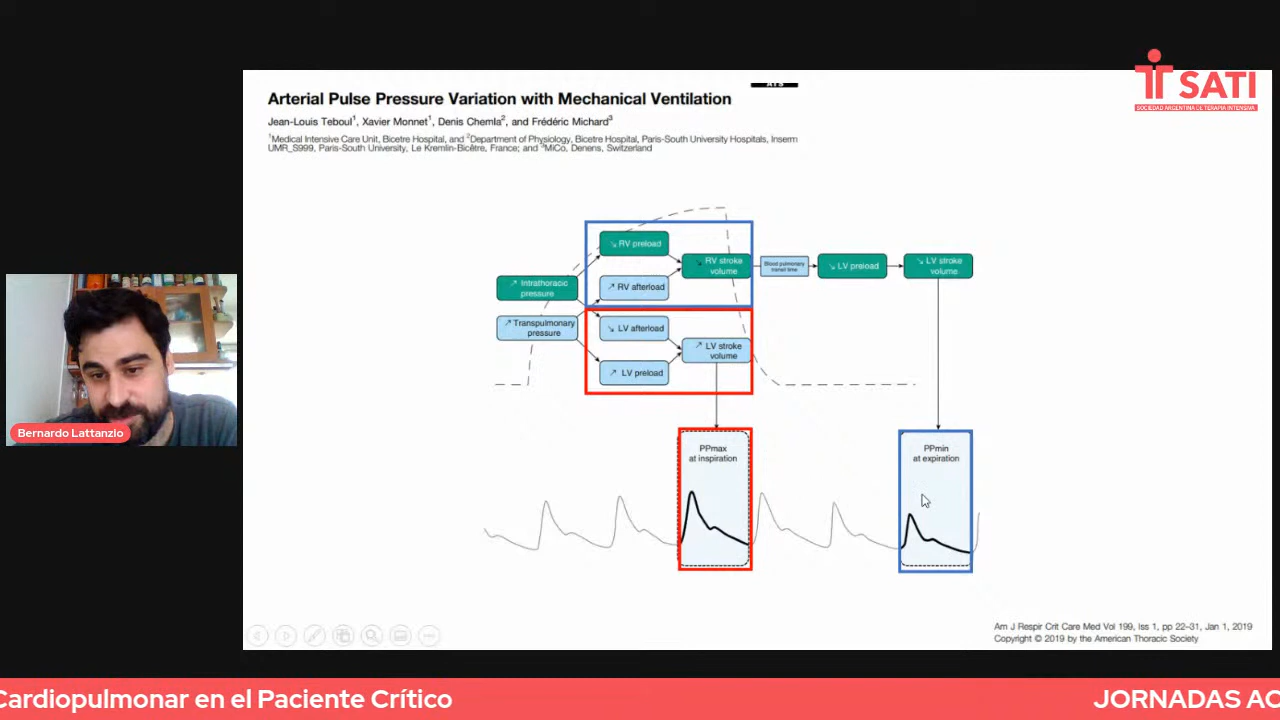 SATI
SOCIEDAD ARGENTINA DE TERAPIA INTENSIVA
ATS
Arterial Pulse Pressure Variation with Mechanical Ventilation
Jean-Louis Teboul1, Xavier Monnet1, Denis Chemla2, and Frédéric Michard3
1Medical Intensive Care Unit, Bicetre Hospital, and 2Department of Physiology, Bicetre Hospital, Paris-South University Hospitals, Inserm
UMR_S999, Paris-South University, Le Kremlin-Bicêtre, France; and 3MiCo, Denens, Switzerland
↗ Intrathoracic
pressure
↗ Transpulmonary
pressure
↘ RV preload
↗ RV afterload
↘ RV stroke
volume
Blood pulmonary
transit time
↘ LV preload
↘ LV stroke
volume
↘ LV afterload
↗ LV preload
↗ LV stroke
volume
PPmax
at inspiration
PPmin
at expiration
Bernardo Lattanzio
Am J Respir Crit Care Med Vol 199, Iss 1, pp 22–31, Jan 1, 2019
Copyright © 2019 by the American Thoracic Society
Cardiopulmonar en el Paciente Crítico
JORNADAS AC